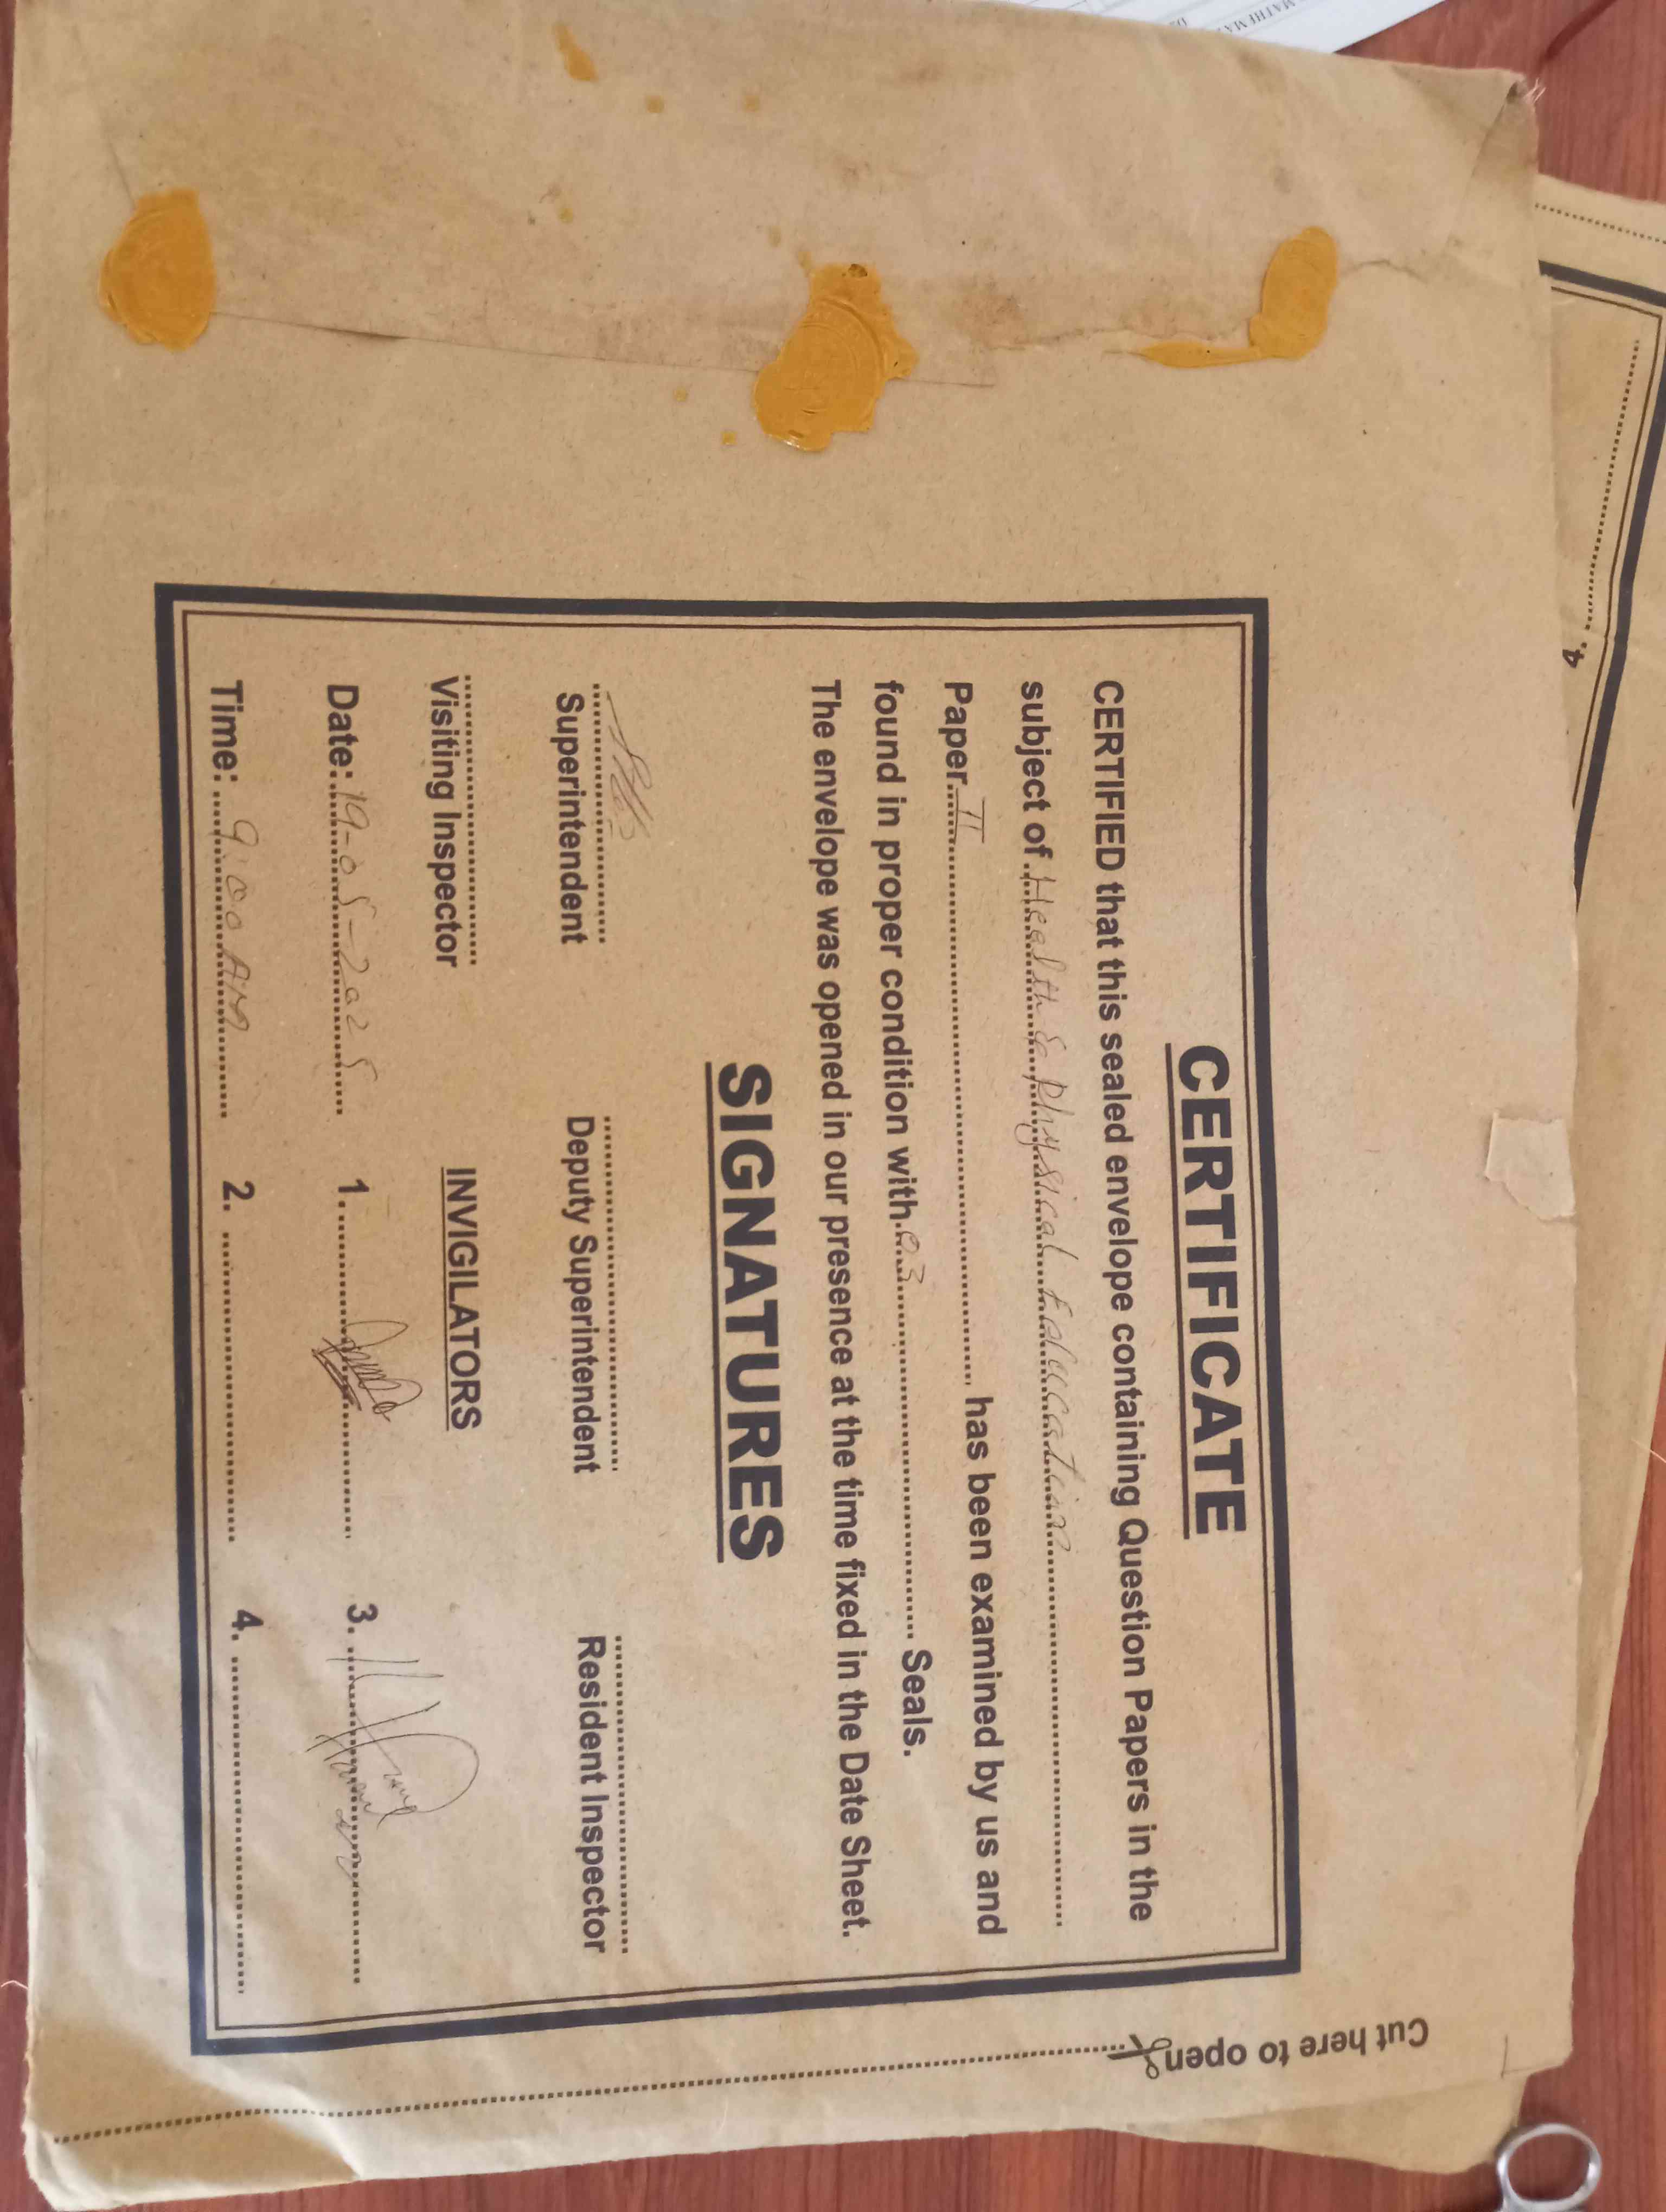 CERTIFICATE
CERTIFIED that this sealed envelope containing Question Papers in the
subject of Health & Physical Education
Paper II has been examined by us and
found in proper condition with 03 Seals.
The envelope was opened in our presence at the time fixed in the Date Sheet.
SIGNATURES
Superintendent Deputy Superintendent Resident Inspector
Visiting Inspector INVIGILATORS
Date: 19-05-2025 1. 3.
Time: 9:00 AM 2. 4.
Cut here to open
MATHEMA